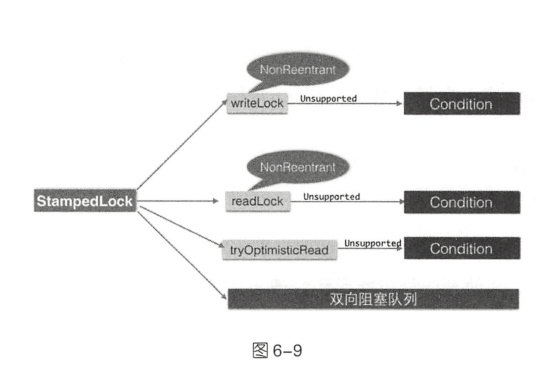 NonReentrant
writeLock
Unsupported
Condition
NonReentrant
StampedLock
readLock
Unsupported
Condition
tryOptimisticRead
Unsupported
Condition
双向阻塞队列
图 6-9